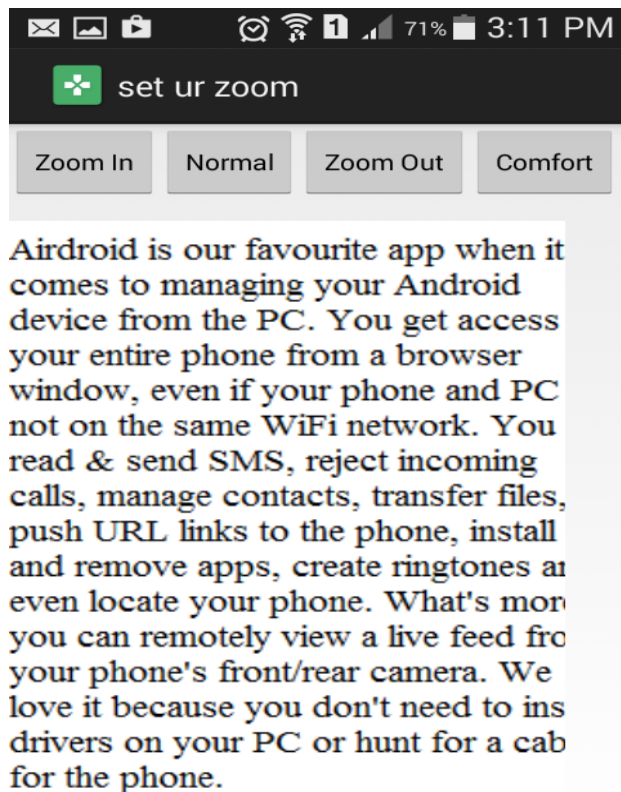 1 71% 3:11 PM
set ur zoom
Zoom In Normal Zoom Out Comfort
Airdroid is our favourite app when it
comes to managing your Android
device from the PC. You get access
your entire phone from a browser
window, even if your phone and PC
not on the same WiFi network. You
read & send SMS, reject incoming
calls, manage contacts, transfer files,
push URL links to the phone, install
and remove apps, create ringtones
even locate your phone. What's
you can remotely view a live feed
your phone's front/rear camera. We
love it because you don't need to
drivers on your PC or hunt for a
for the phone.